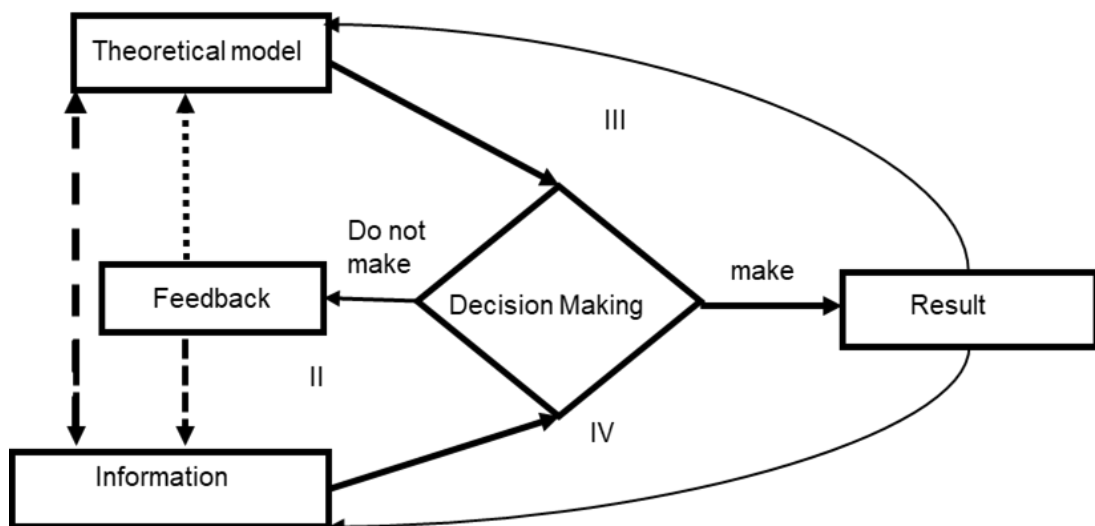 Theoretical model
III
Do not
make
make
Feedback
Decision Making
Result
II
IV
Information